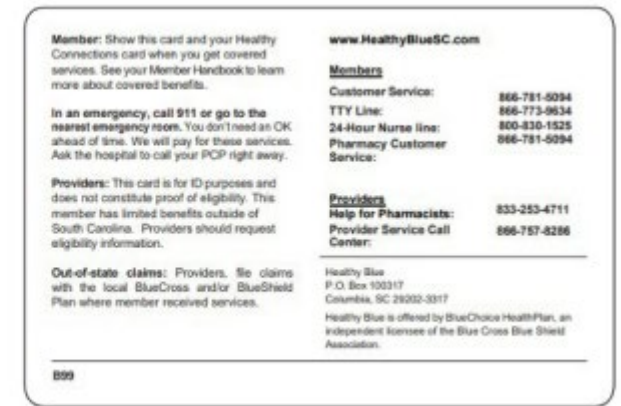 Member: Show this card and your Healthy
Connections card when you get covered
services. See your Member Handbook to learn
more about covered benefits.
In an emergency, call 911 or go to the
nearest emergency room. You don't need an OK
ahead of time. We will pay for these services.
Ask the hospital to call your PCP right away.
Providers: This card is for ID purposes and
does not constitute proof of eligibility. This
member has limited benefits outside of
South Carolina. Providers should request
eligibility information.
Out-of-state claims: Providers, file claims
with the local BlueCross and/or BlueShield
Plan where member received services.
www.HealthyBlueSC.com
Members
Customer Service: 866-781-5094
TTY Line: 866-773-9634
24-Hour Nurse line: 800-830-1525
Pharmacy Customer 866-781-5094
Service:
Providers
Help for Pharmacists: 833-253-4711
Provider Service Call 866-757-8286
Center:
Healthy Blue
P.O. Box 100317
Columbia, SC 29202-3317
Healthy Blue is offered by BlueChoice HealthPlan, an
independent licensee of the Blue Cross Blue Shield
Association.
B99